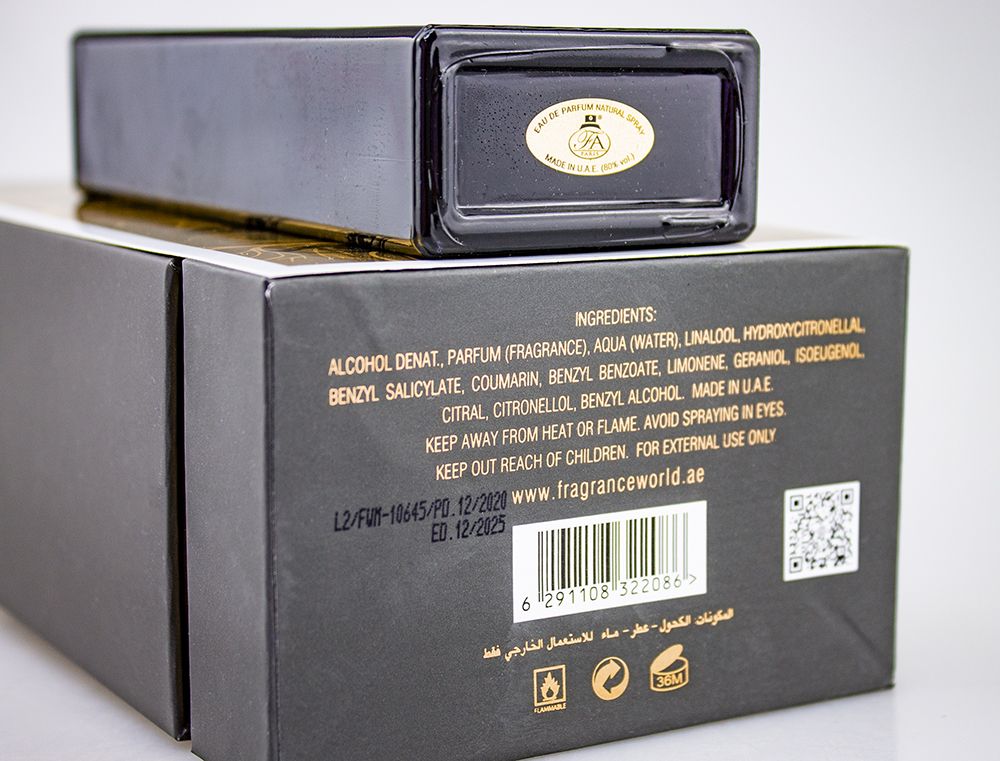 EAU DE PARFUM NATURAL SPRAY
FA
PARIS
MADE IN U.A.E. (80% vol.)
INGREDIENTS:
ALCOHOL DENAT., PARFUM (FRAGRANCE), AQUA (WATER), LINALOOL, HYDROXYCITRONELLAL,
BENZYL SALICYLATE, COUMARIN, BENZYL BENZOATE, LIMONENE, GERANIOL, ISOEUGENOL,
CITRAL, CITRONELLOL, BENZYL ALCOHOL. MADE IN U.A.E.
KEEP AWAY FROM HEAT OR FLAME. AVOID SPRAYING IN EYES.
KEEP OUT REACH OF CHILDREN. FOR EXTERNAL USE ONLY
www.fragranceworld.ae
L2/FWM-10645/PD.12/2020
ED.12/2025
6 291108 322086 >
المكونات: الكحول - عطر - ماء للاستعمال الخارجي فقط
FLAMMABLE
36M